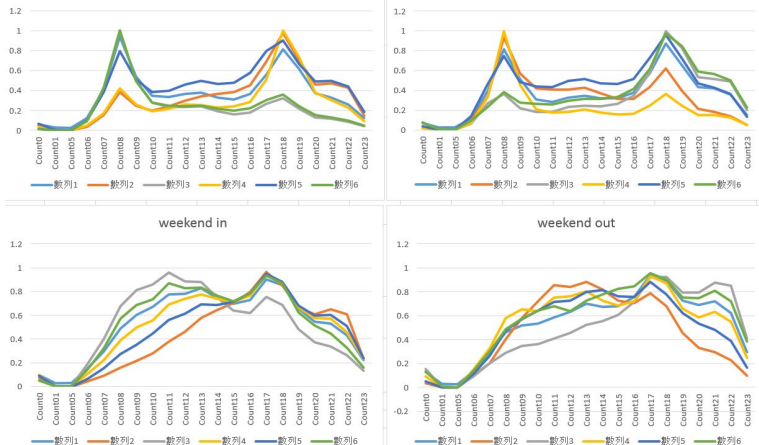 1.2
1
0.8
0.6
0.4
0.2
0
Count0 Count01 Count05 Count06 Count07 Count08 Count09 Count10 Count11 Count12 Count13 Count14 Count15 Count16 Count17 Count18 Count19 Count20 Count21 Count22 Count23
數列1 數列2 數列3 數列4 數列5 數列6
1.2
1
0.8
0.6
0.4
0.2
0
Count0 Count01 Count05 Count06 Count07 Count08 Count09 Count10 Count11 Count12 Count13 Count14 Count15 Count16 Count17 Count18 Count19 Count20 Count21 Count22 Count23
數列1 數列2 數列3 數列4 數列5 數列6
weekend in
1.2
1
0.8
0.6
0.4
0.2
0
Count0 Count01 Count05 Count06 Count07 Count08 Count09 Count10 Count11 Count12 Count13 Count14 Count15 Count16 Count17 Count18 Count19 Count20 Count21 Count22 Count23
數列1 數列2 數列3 數列4 數列5 數列6
weekend out
1.2
1
0.8
0.6
0.4
0.2
0
-0.2
Count0 Count01 Count05 Count06 Count07 Count08 Count09 Count10 Count11 Count12 Count13 Count14 Count15 Count16 Count17 Count18 Count19 Count20 Count21 Count22 Count23
數列1 數列2 數列3 數列4 數列5 數列6